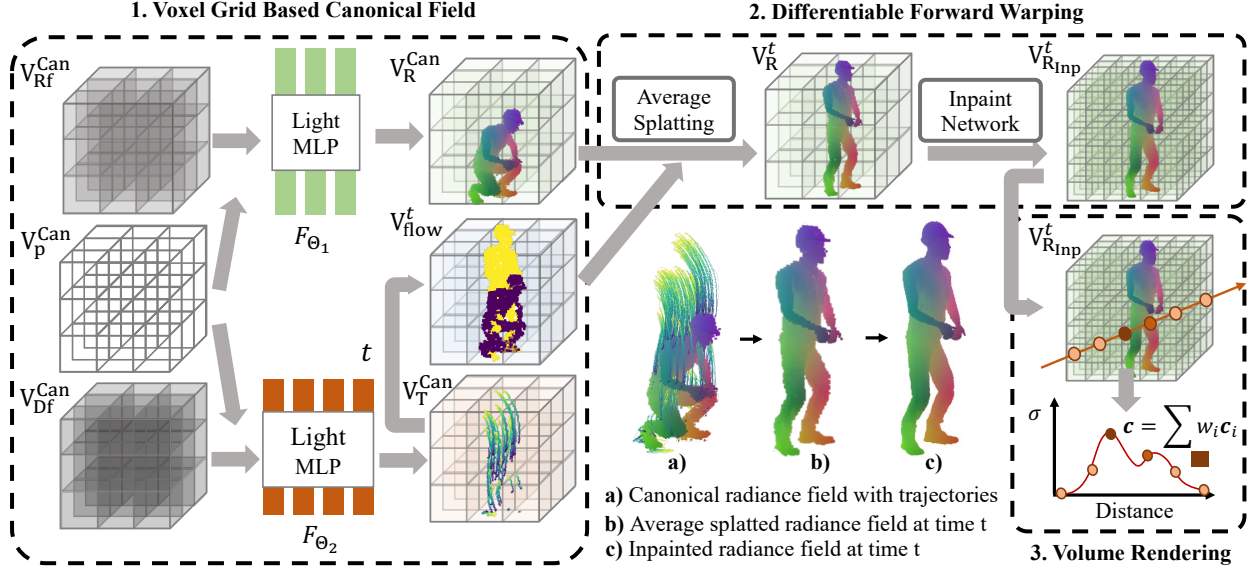 1. Voxel Grid Based Canonical Field
2. Differentiable Forward Warping
V_Rf^Can
Light
MLP
F_Θ1
V_R^Can
V_p^Can
V_flow^t
t
V_Df^Can
Light
MLP
F_Θ2
V_T^Can
Average
Splatting
V_R^t
Inpaint
Network
V_RInp^t
V_RInp^t
a)
b)
c)
a) Canonical radiance field with trajectories
b) Average splatted radiance field at time t
c) Inpainted radiance field at time t
σ
c = ∑ w_i c_i
Distance
3. Volume Rendering